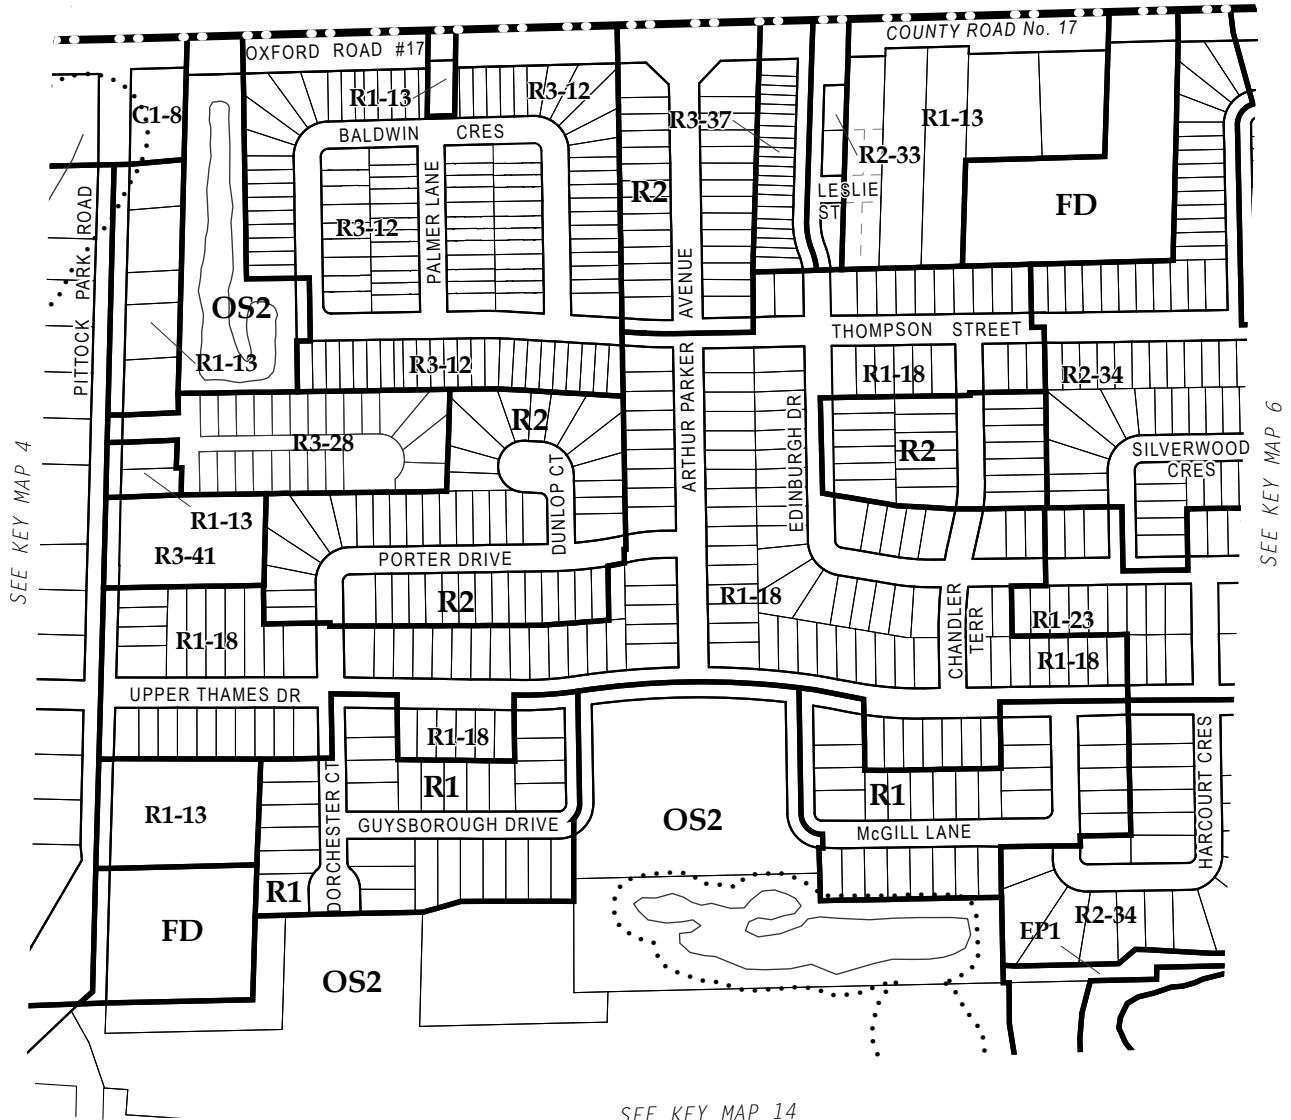 COUNTY ROAD No. 17
OXFORD ROAD #17
R1-13
R3-12
C1-8
BALDWIN CRES
R3-37
R1-13
R2-33
LESLIE
ST
PITTOCK PARK ROAD
PALMER LANE
R2
FD
R3-12
AVENUE
OS2
THOMPSON STREET
R1-13
R3-12
R1-18
R2-34
ARTHUR PARKER
EDINBURGH DR
R2
R3-28
R2
SILVERWOOD
CRES
SEE KEY MAP 4
SEE KEY MAP 6
DUNLOP CT
R1-13
R3-41
PORTER DRIVE
R2
R1-18
CHANDLER
TERR
R1-23
R1-18
R1-18
UPPER THAMES DR
R1-18
R1
R1
HARCOURT CRES
R1-13
DORCHESTER CT
GUYSBOROUGH DRIVE
OS2
McGILL LANE
R1
R2-34
EP1
FD
OS2
SEE KEY MAP 14